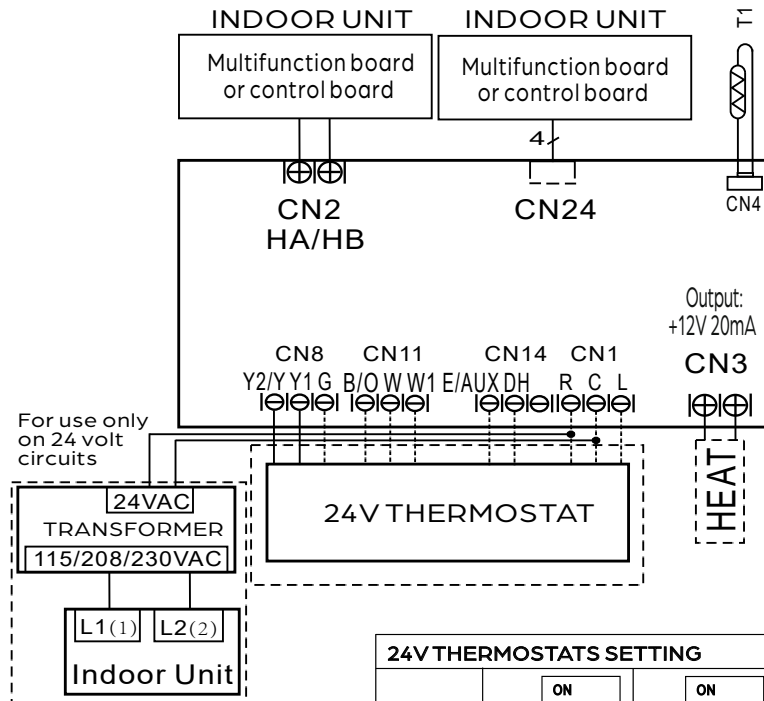 INDOOR UNIT
Multifunction board
or control board
INDOOR UNIT
Multifunction board
or control board
T1
4
CN2
HA/HB
CN24
CN4
Output:
+12V 20mA
CN3
CN8 CN11 CN14 CN1
Y2/Y Y1 G B/O W W1 E/AUX DH R C L
For use only
on 24 volt
circuits
24VAC
TRANSFORMER
115/208/230VAC
L1(1) L2(2)
Indoor Unit
24V THERMOSTAT
HEAT
24V THERMOSTATS SETTING
ON ON